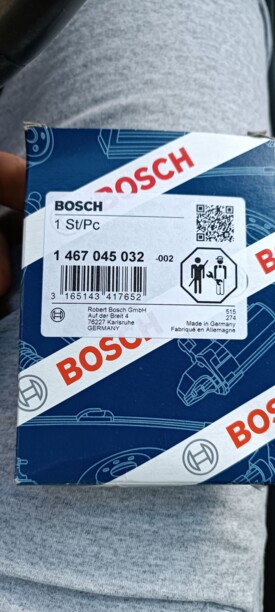 BOSCH
BOSCH
1 St/Pc
1 467 045 032 -002
3 165143 417652
Robert Bosch GmbH
Auf der Breit 4
76227 Karlsruhe
GERMANY
515
274
Made in Germany
Fabriqué en Allemagne
BOSCH
BOSCH